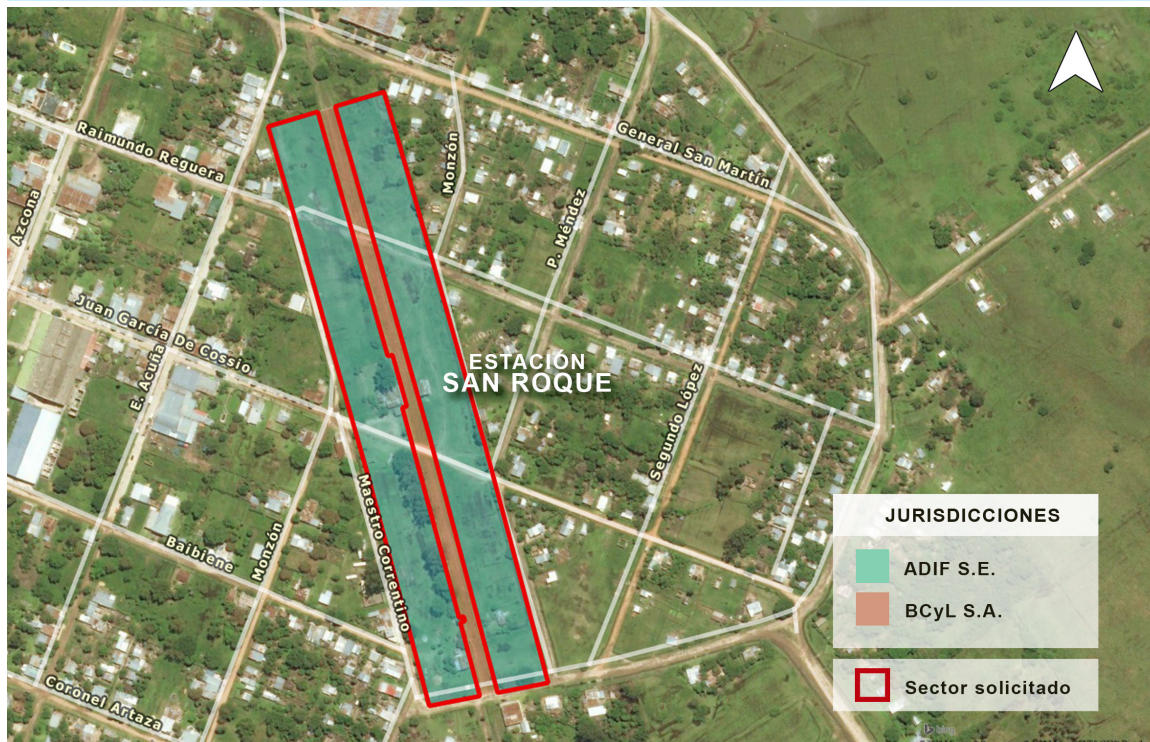 Raimundo Reguera
General San Martín
Monzón
Azcona
P. Méndez
Juan García De Cossio
E. Acuña
ESTACIÓN
SAN ROQUE
Segundo López
Maestro Correntino
Monzón
Baibiene
Coronel Artaza
JURISDICCIONES
ADIF S.E.
BCyL S.A.
Sector solicitado
bing